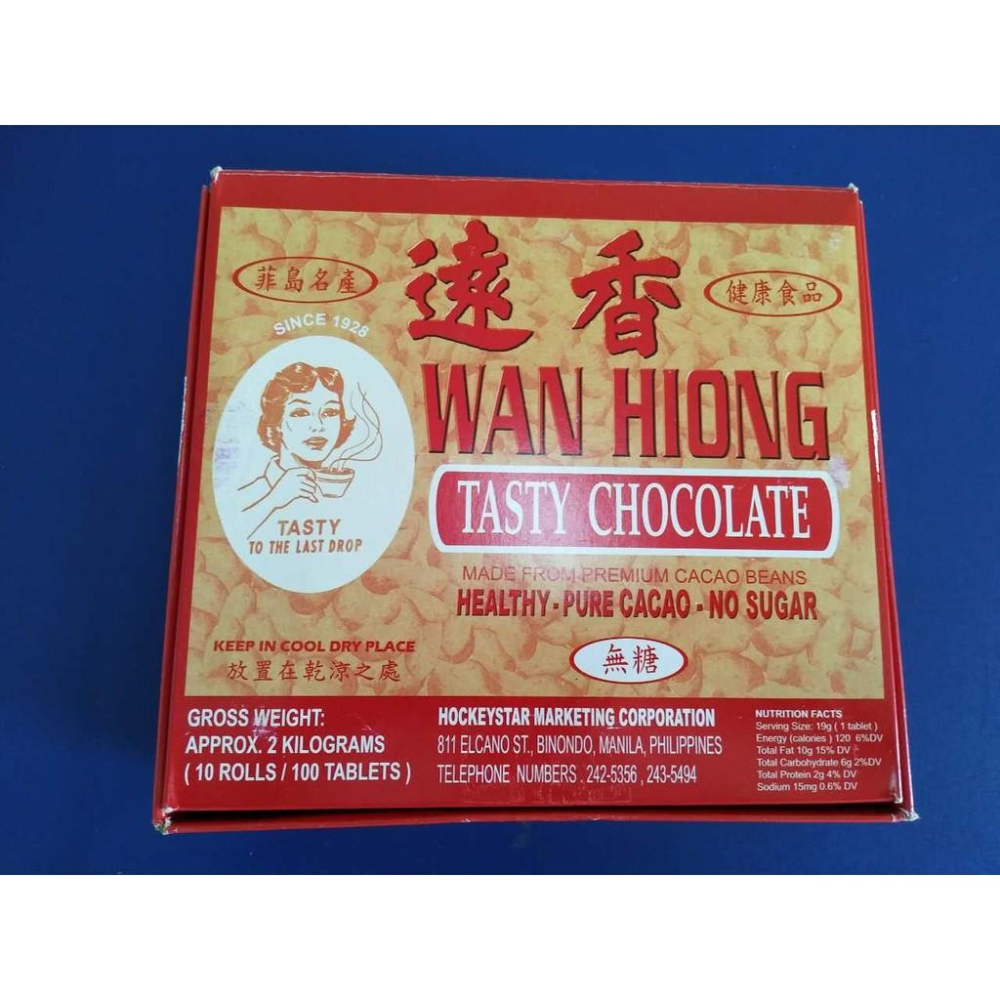 遠香
菲島名產
健康食品
SINCE 1928
WAN HIONG
TASTY CHOCOLATE
TASTY
TO THE LAST DROP
MADE FROM PREMIUM CACAO BEANS
HEALTHY - PURE CACAO - NO SUGAR
KEEP IN COOL DRY PLACE
放置在乾涼之處
無糖
GROSS WEIGHT:
APPROX. 2 KILOGRAMS
( 10 ROLLS / 100 TABLETS )
HOCKEYSTAR MARKETING CORPORATION
811 ELCANO ST., BINONDO, MANILA, PHILIPPINES
TELEPHONE NUMBERS . 242-5356 , 243-5494
NUTRITION FACTS
Serving Size: 19g ( 1 tablet )
Energy (calories ) 120 6%DV
Total Fat 10g 15% DV
Total Carbohydrate 6g 2%DV
Total Protein 2g 4% DV
Sodium 15mg 0.6% DV